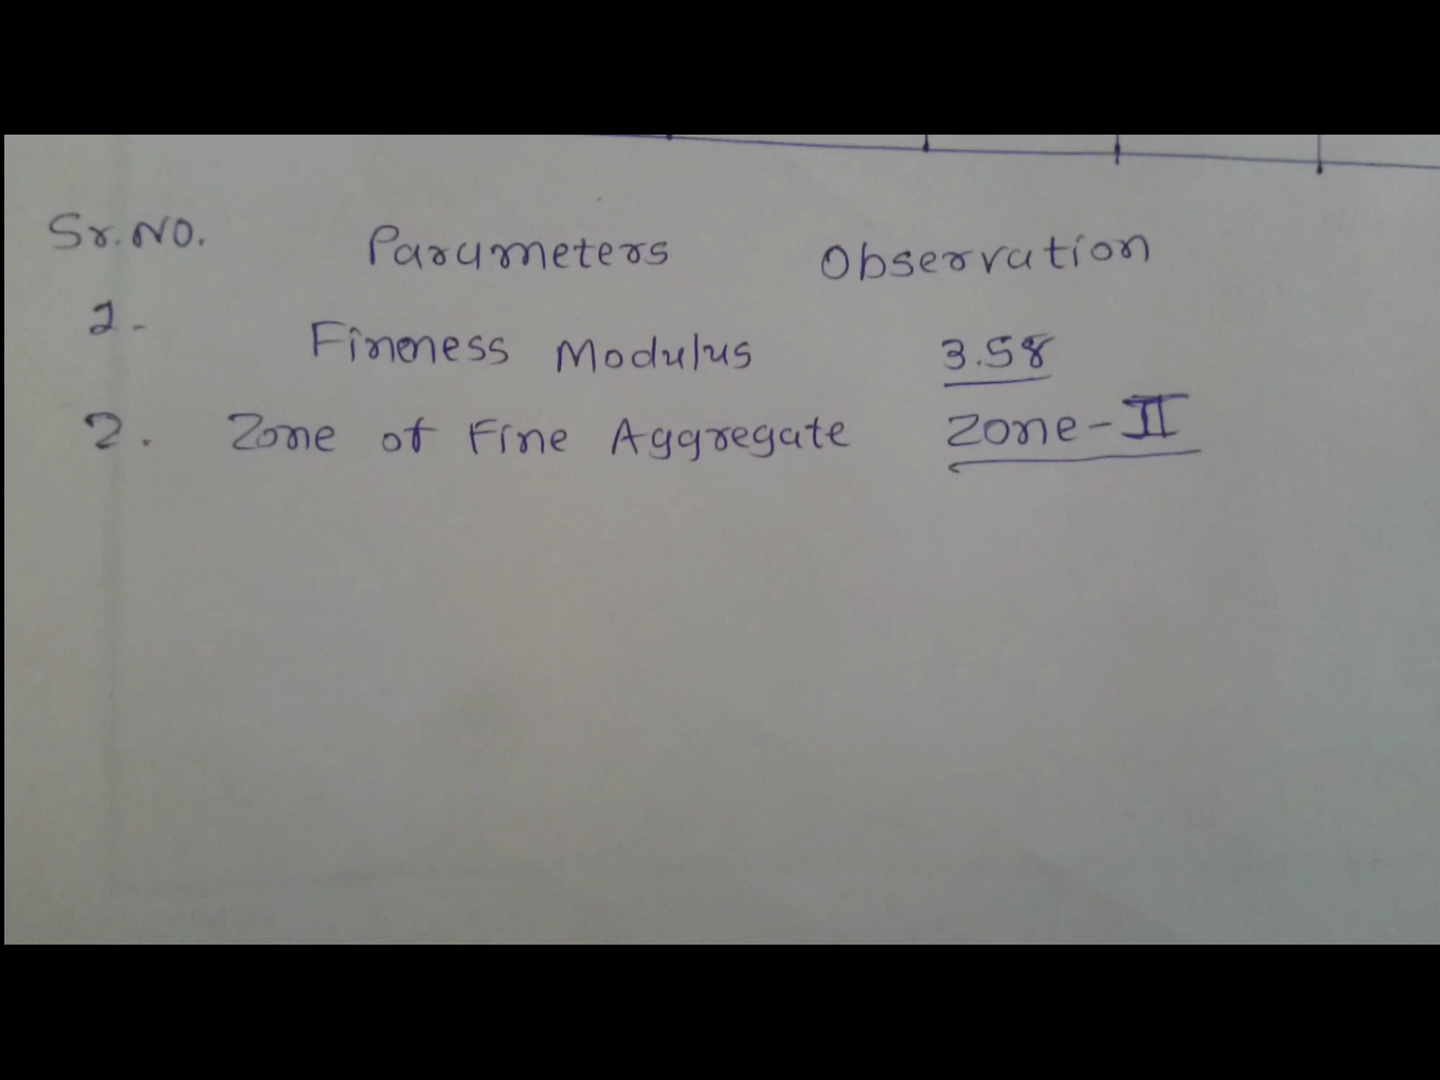 Sr. No. Parameters Observation
1. Fineness Modulus 3.58
2. Zone of Fine Aggregate Zone-II